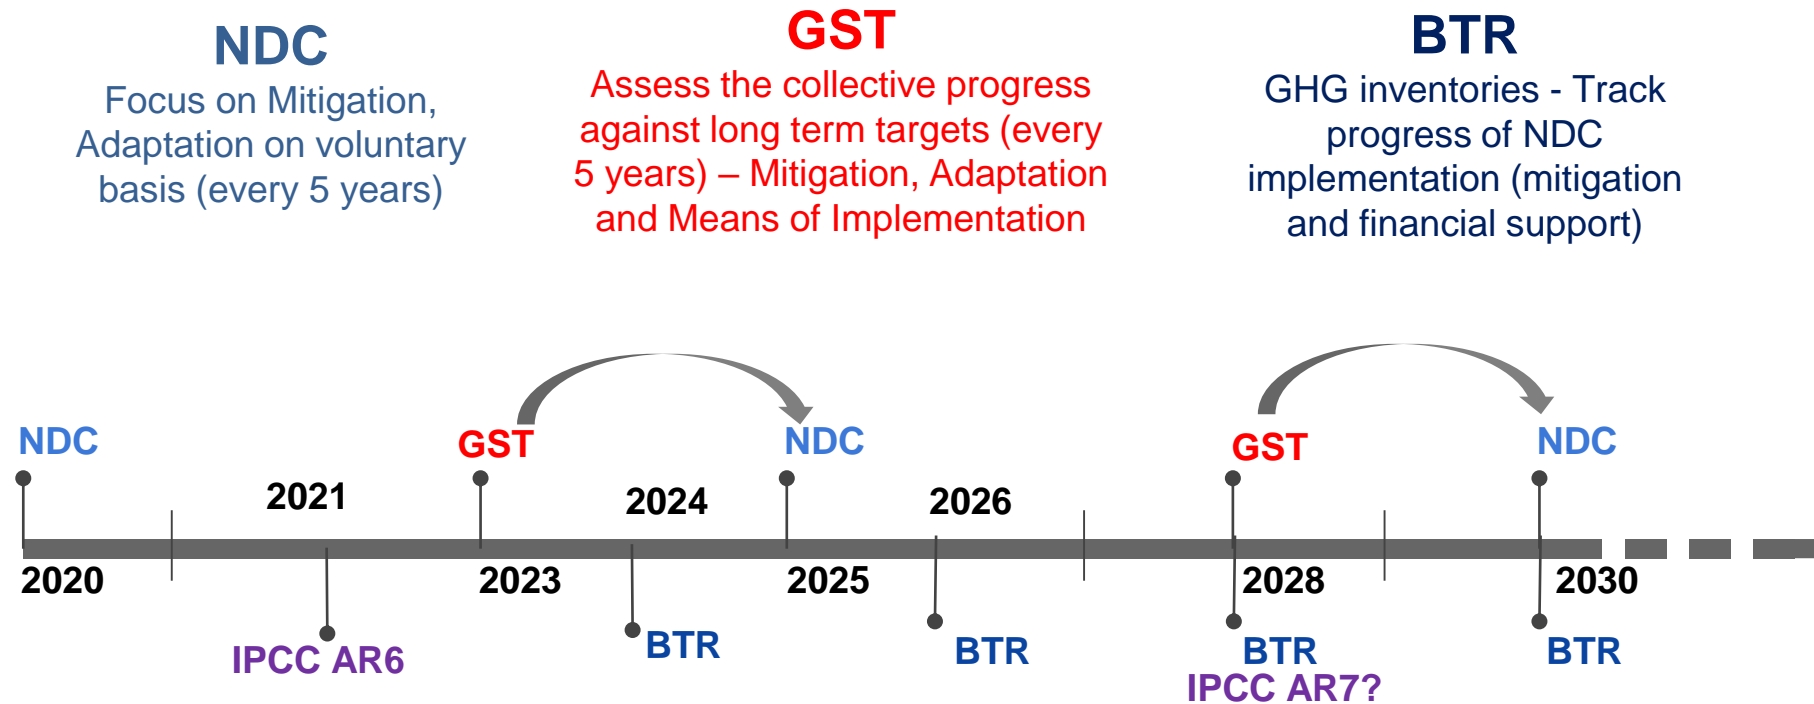 NDC
Focus on Mitigation,
Adaptation on voluntary
basis (every 5 years)
GST
Assess the collective progress
against long term targets (every
5 years) – Mitigation, Adaptation
and Means of Implementation
BTR
GHG inventories - Track
progress of NDC
implementation (mitigation
and financial support)
NDC
GST
NDC
GST
NDC
2021
2024
2026
2020
2023
2025
2028
2030
IPCC AR6
BTR
BTR
BTR
BTR
IPCC AR7?